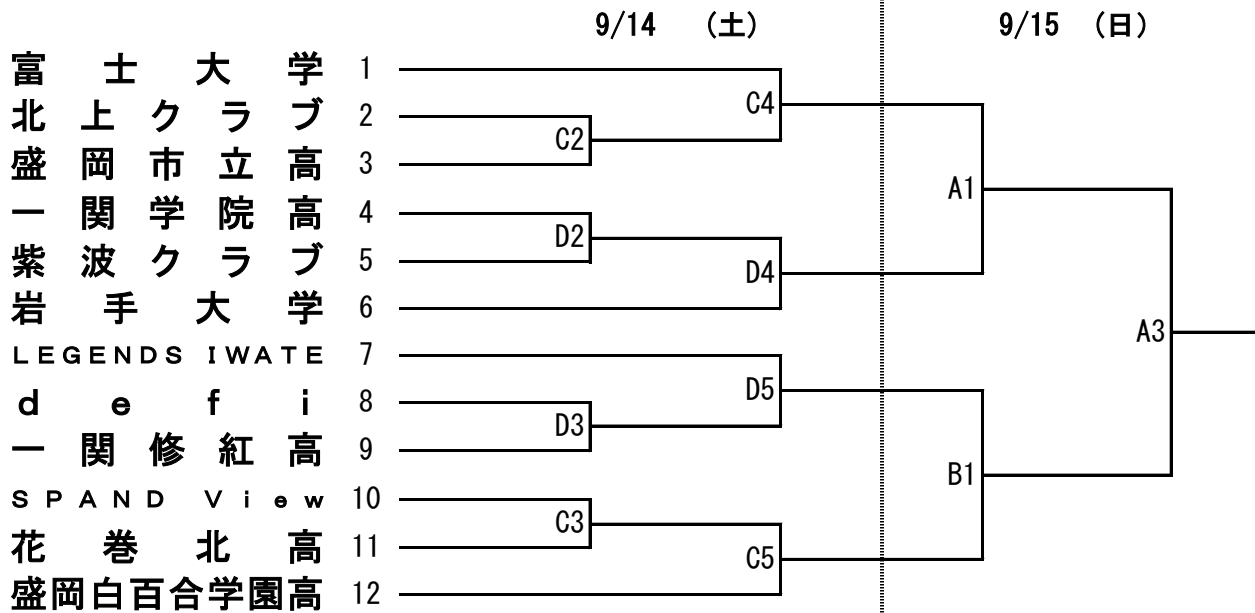 9/14 （土） 9/15 （日）
富士大学 1
C4
北上クラブ 2
C2
盛岡市立高 3
A1
一関学院高 4
D2
紫波クラブ 5
D4
岩手大学 6
A3
LEGENDS IWATE 7
D5
defi 8
D3
一関修紅高 9
B1
SPAND View 10
C3
花巻北高 11
C5
盛岡白百合学園高 12